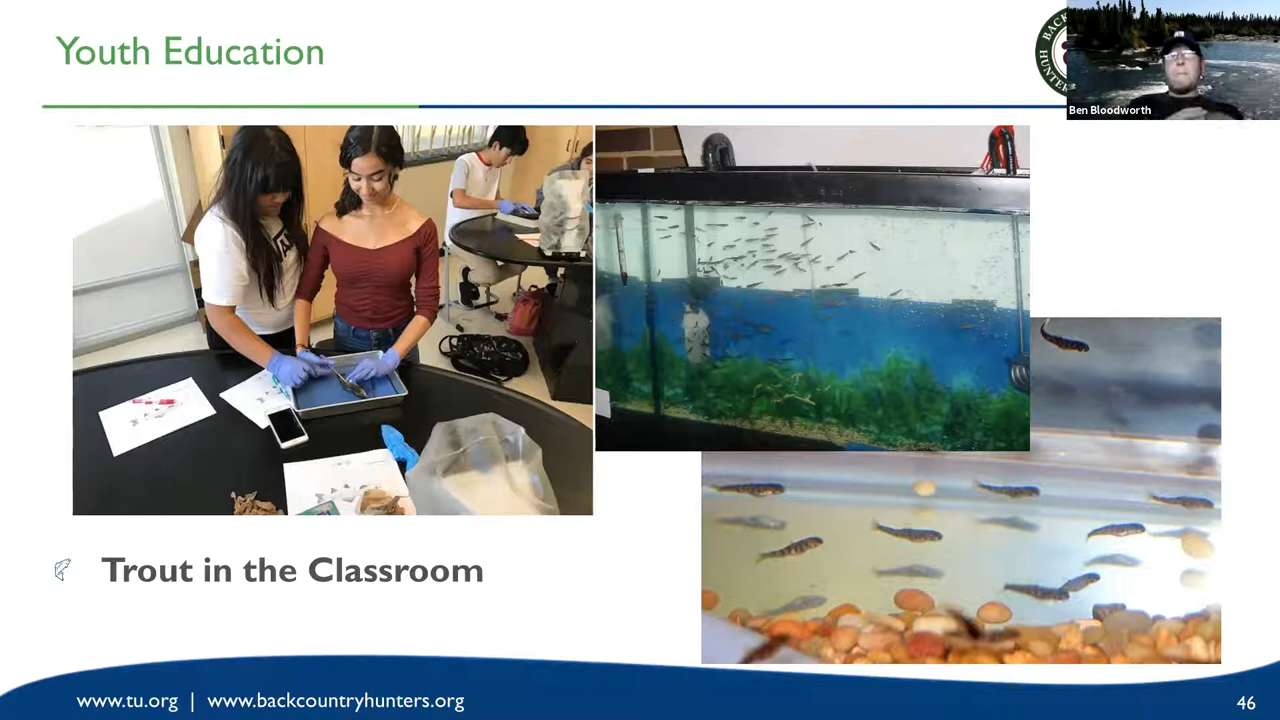 Youth Education
Ben Bloodworth
Trout in the Classroom
www.tu.org | www.backcountryhunters.org
46